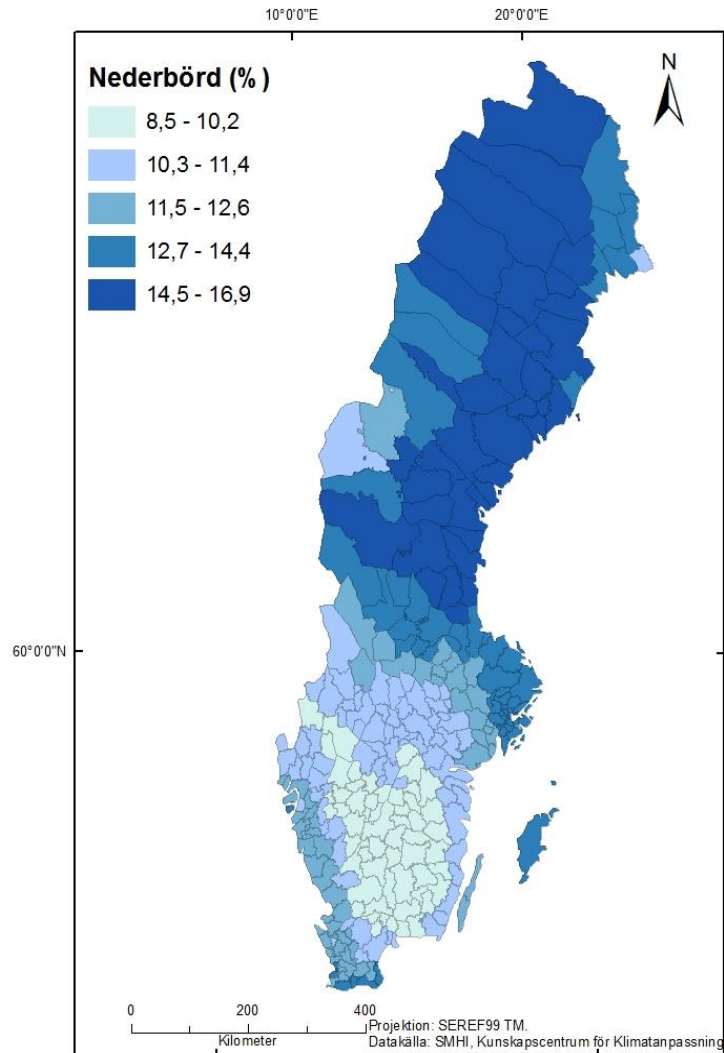 10°0'0"E
20°0'0"E
Nederbörd (%)
N
8,5 - 10,2
10,3 - 11,4
11,5 - 12,6
12,7 - 14,4
14,5 - 16,9
60°0'0"N
0
200
400
Kilometer
Projektion: SEREF99 TM.
Datakälla: SMHI, Kunskapscentrum för Klimatanpassning